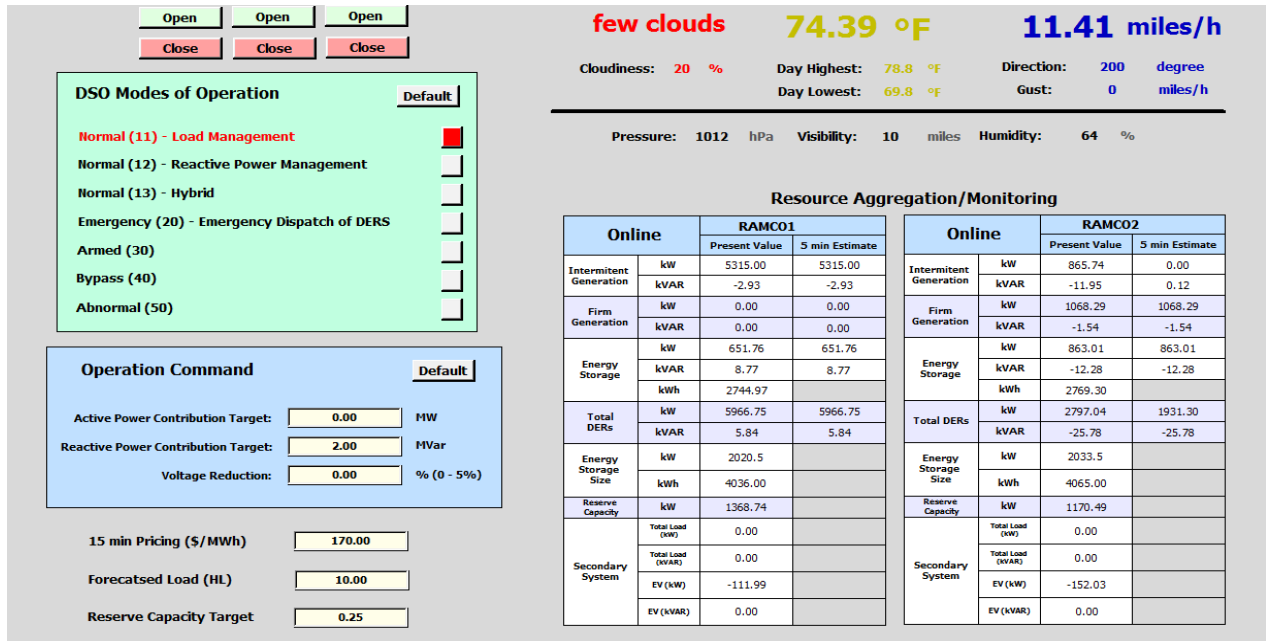 Open Open Open
Close Close Close
DSO Modes of Operation Default
Normal (11) - Load Management
Normal (12) - Reactive Power Management
Normal (13) - Hybrid
Emergency (20) - Emergency Dispatch of DERS
Armed (30)
Bypass (40)
Abnormal (50)
Operation Command Default
Active Power Contribution Target: 0.00 MW
Reactive Power Contribution Target: 2.00 MVar
Voltage Reduction: 0.00 % (0 - 5%)
15 min Pricing ($/MWh) 170.00
Forecatsed Load (HL) 10.00
Reserve Capacity Target 0.25
few clouds 74.39 °F 11.41 miles/h
Cloudiness: 20 % Day Highest: 78.8 °F Direction: 200 degree
Day Lowest: 69.8 °F Gust: 0 miles/h
Pressure: 1012 hPa Visibility: 10 miles Humidity: 64 %
Resource Aggregation/Monitoring
Online RAMCO1
Present Value 5 min Estimate
Intermitent Generation kW 5315.00 5315.00
kVAR -2.93 -2.93
Firm Generation kW 0.00 0.00
kVAR 0.00 0.00
Energy Storage kW 651.76 651.76
kVAR 8.77 8.77
kWh 2744.97
Total DERs kW 5966.75 5966.75
kVAR 5.84 5.84
Energy Storage Size kW 2020.5
kWh 4036.00
Reserve Capacity kW 1368.74
Secondary System Total Load (kW) 0.00
Total Load (kVAR) 0.00
EV (kW) -111.99
EV (kVAR) 0.00
Online RAMCO2
Present Value 5 min Estimate
Intermitent Generation kW 865.74 0.00
kVAR -11.95 0.12
Firm Generation kW 1068.29 1068.29
kVAR -1.54 -1.54
Energy Storage kW 863.01 863.01
kVAR -12.28 -12.28
kWh 2769.30
Total DERs kW 2797.04 1931.30
kVAR -25.78 -25.78
Energy Storage Size kW 2033.5
kWh 4065.00
Reserve Capacity kW 1170.49
Secondary System Total Load (kW) 0.00
Total Load (kVAR) 0.00
EV (kW) -152.03
EV (kVAR) 0.00